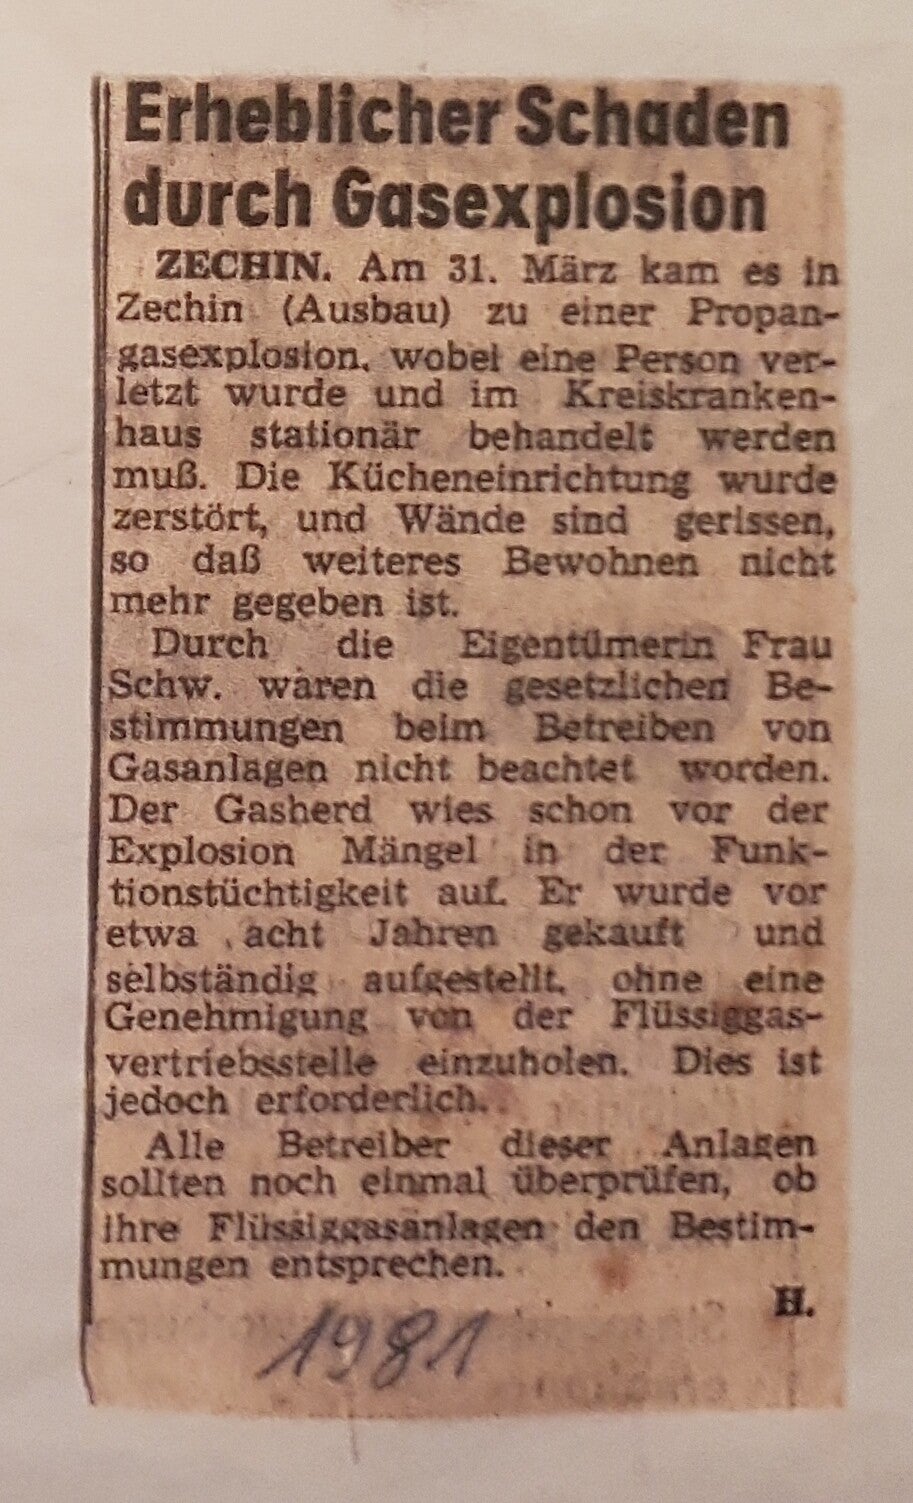 Erheblicher Schaden
durch Gasexplosion
ZECHIN. Am 31. März kam es in
Zechin (Ausbau) zu einer Propan-
gasexplosion, wobei eine Person ver-
letzt wurde und im Kreiskranken-
haus stationär behandelt werden
muß. Die Kücheneinrichtung wurde
zerstört, und Wände sind gerissen,
so daß weiteres Bewohnen nicht
mehr gegeben ist.
Durch die Eigentümerin Frau
Schw. waren die gesetzlichen Be-
stimmungen beim Betreiben von
Gasanlagen nicht beachtet worden.
Der Gasherd wies schon vor der
Explosion Mängel in der Funk-
tionstüchtigkeit auf. Er wurde vor
etwa acht Jahren gekauft und
selbständig aufgestellt, ohne eine
Genehmigung von der Flüssiggas-
vertriebsstelle einzuholen. Dies ist
jedoch erforderlich.
Alle Betreiber dieser Anlagen
sollten noch einmal überprüfen, ob
ihre Flüssiggasanlagen den Bestim-
mungen entsprechen.
H.
1981